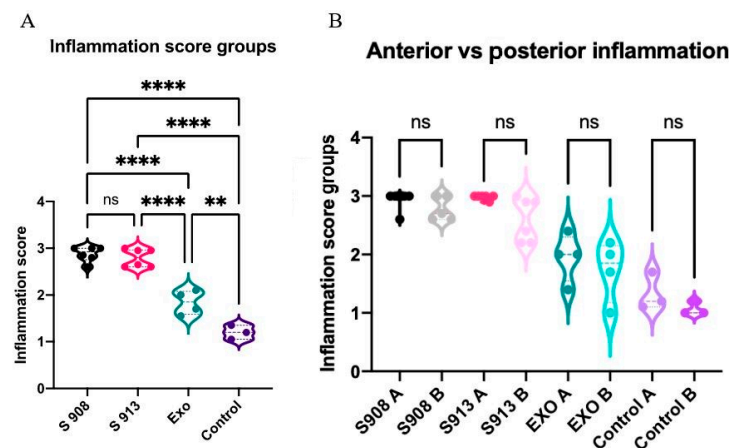 A
Inflammation score groups
****
****
****
ns
****
**
Inflammation score
4
3
2
1
0
S 908
S 913
Exo
Control
B
Anterior vs posterior inflammation
ns
ns
ns
ns
Inflammation score groups
4
3
2
1
0
S908 A
S908 B
S913 A
S913 B
EXO A
EXO B
Control A
Control B